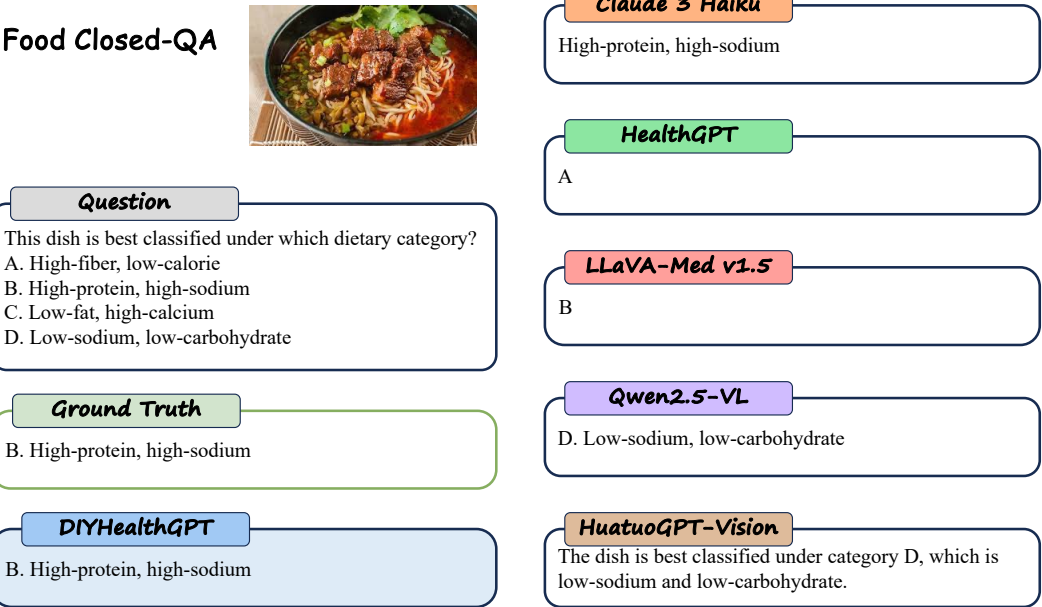 Food Closed-QA
Question
This dish is best classified under which dietary category?
A. High-fiber, low-calorie
B. High-protein, high-sodium
C. Low-fat, high-calcium
D. Low-sodium, low-carbohydrate
Ground Truth
B. High-protein, high-sodium
DIYHealthGPT
B. High-protein, high-sodium
Claude 3 Haiku
High-protein, high-sodium
HealthGPT
A
LLaVA-Med v1.5
B
Qwen2.5-VL
D. Low-sodium, low-carbohydrate
HuatuoGPT-Vision
The dish is best classified under category D, which is
low-sodium and low-carbohydrate.